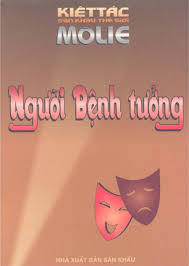 KIỆT TÁC
SÂN KHẤU THẾ GIỚI
MOLIE
Người Bệnh tưởng
NHÀ XUẤT BẢN SÂN KHẤU